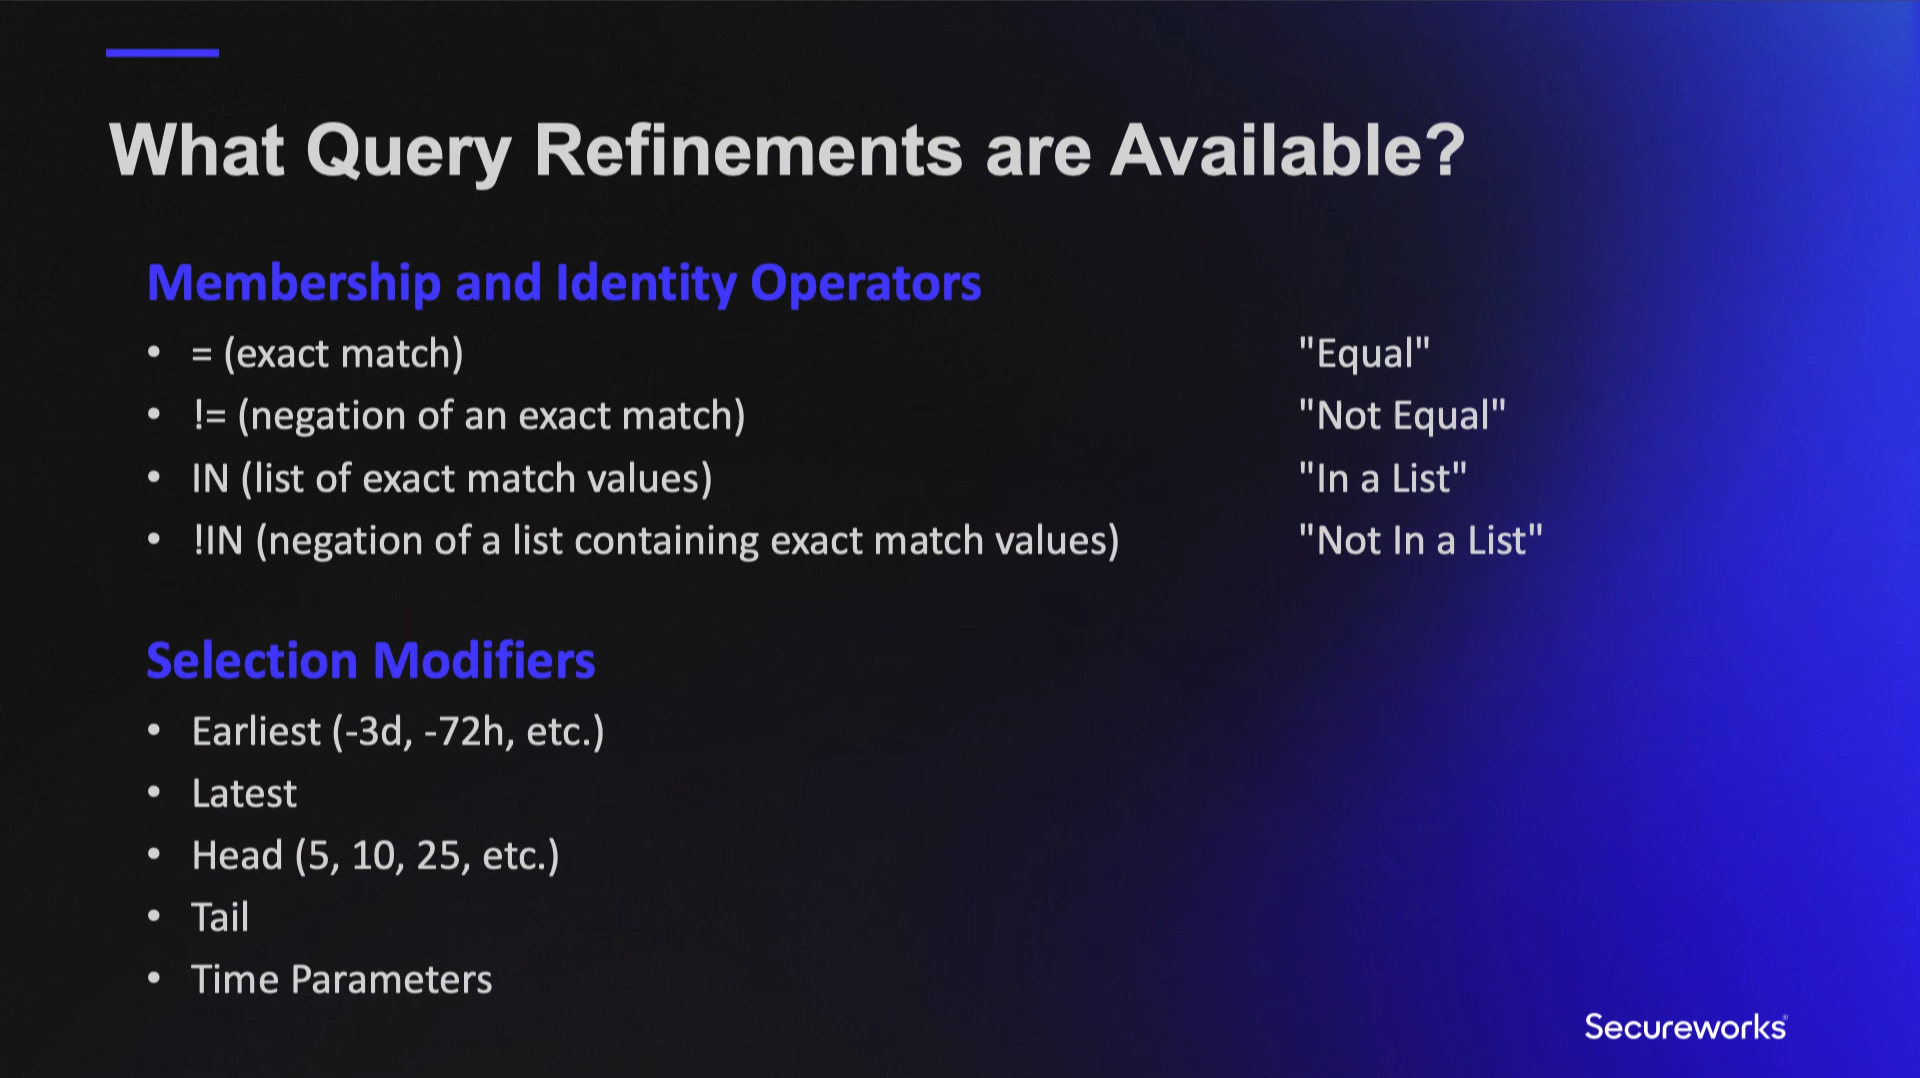 What Query Refinements are Available?
Membership and Identity Operators
• = (exact match) "Equal"
• != (negation of an exact match) "Not Equal"
• IN (list of exact match values) "In a List"
• !IN (negation of a list containing exact match values) "Not In a List"
Selection Modifiers
• Earliest (-3d, -72h, etc.)
• Latest
• Head (5, 10, 25, etc.)
• Tail
• Time Parameters
Secureworks